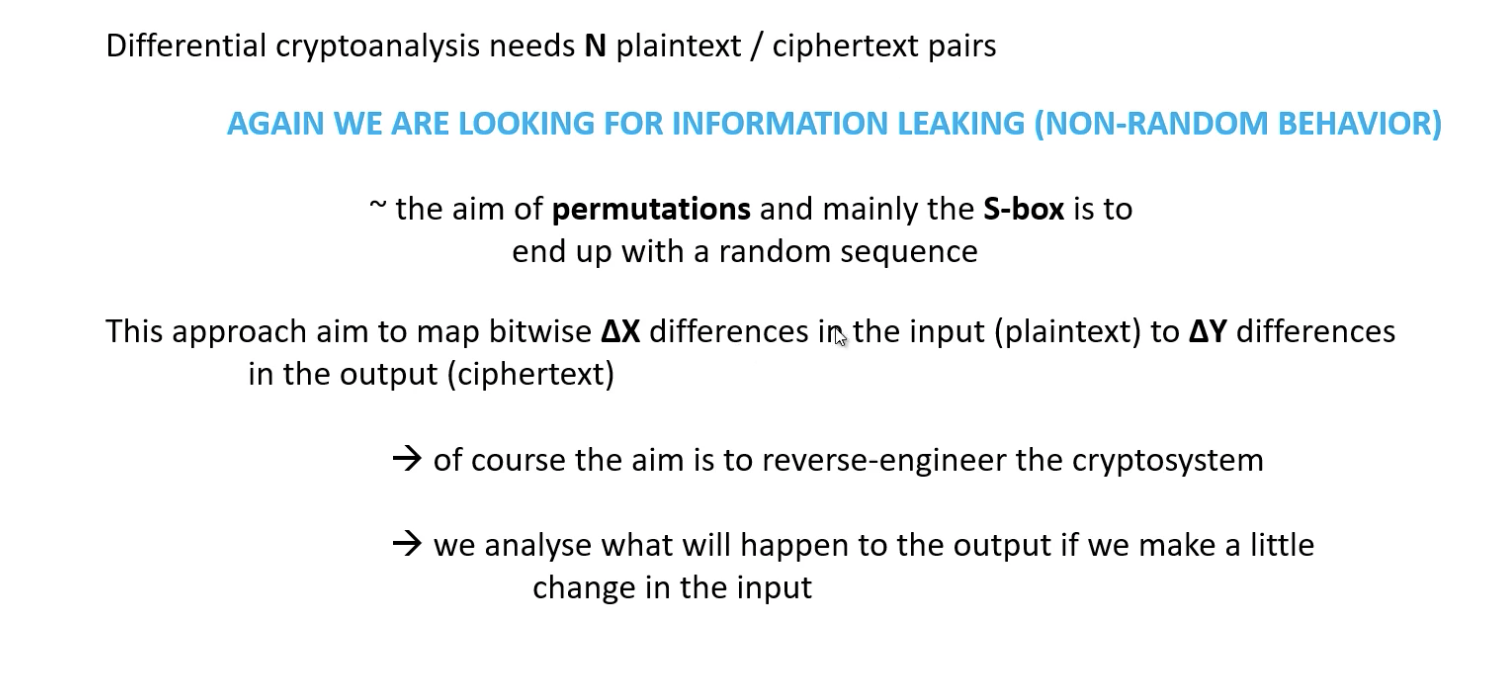 Differential cryptoanalysis needs N plaintext / ciphertext pairs
AGAIN WE ARE LOOKING FOR INFORMATION LEAKING (NON-RANDOM BEHAVIOR)
~ the aim of permutations and mainly the S-box is to
end up with a random sequence
This approach aim to map bitwise ΔX differences in the input (plaintext) to ΔY differences
in the output (ciphertext)
→ of course the aim is to reverse-engineer the cryptosystem
→ we analyse what will happen to the output if we make a little
change in the input